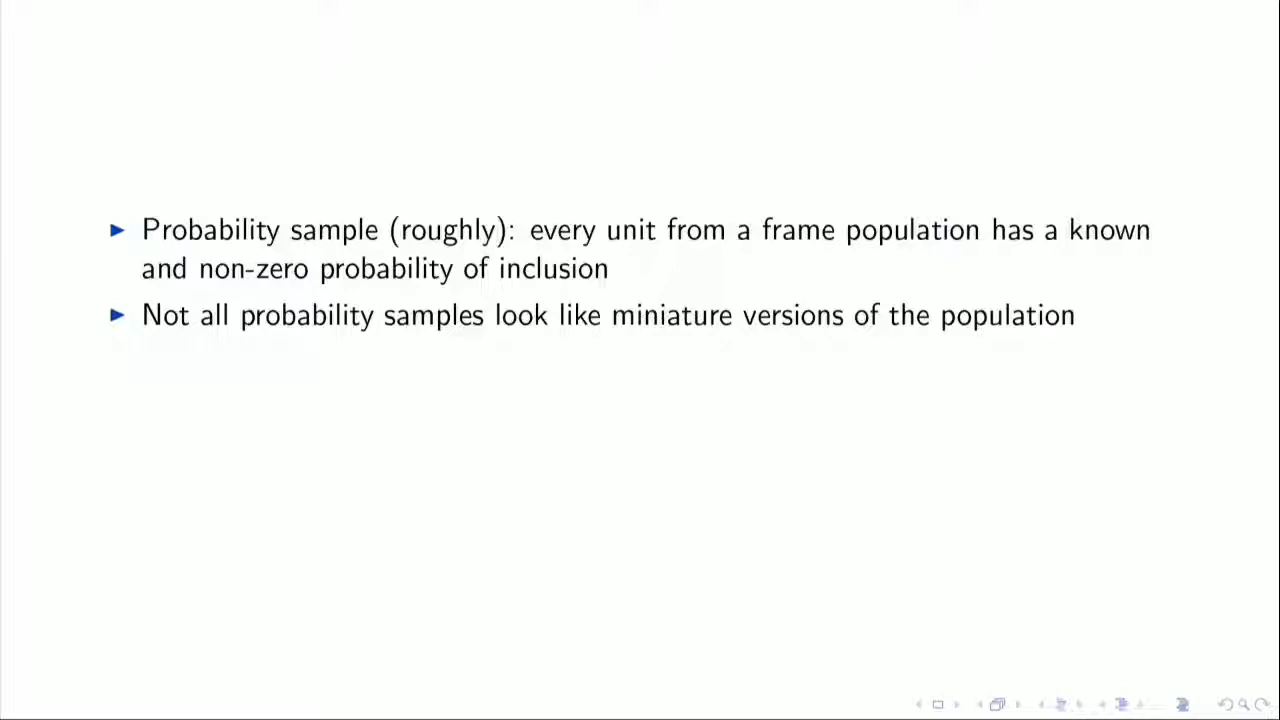 Probability sample (roughly): every unit from a frame population has a known
and non-zero probability of inclusion
Not all probability samples look like miniature versions of the population